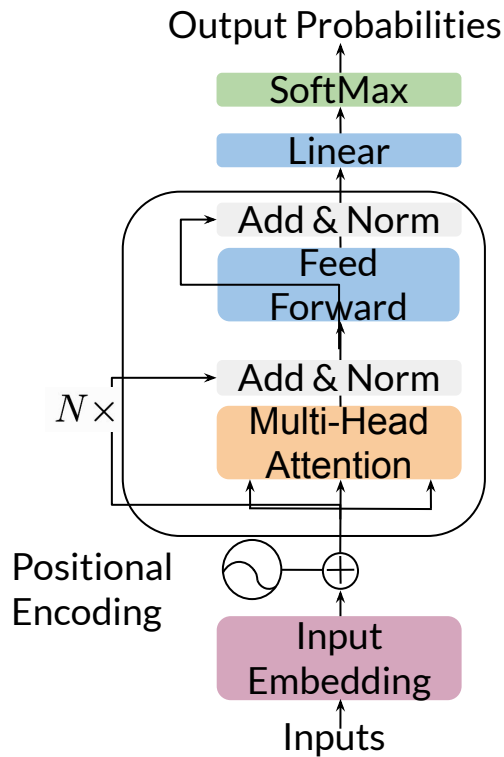 Output Probabilities
SoftMax
Linear
Add & Norm
Feed
Forward
Add & Norm
N×
Multi-Head
Attention
Positional
Encoding
Input
Embedding
Inputs